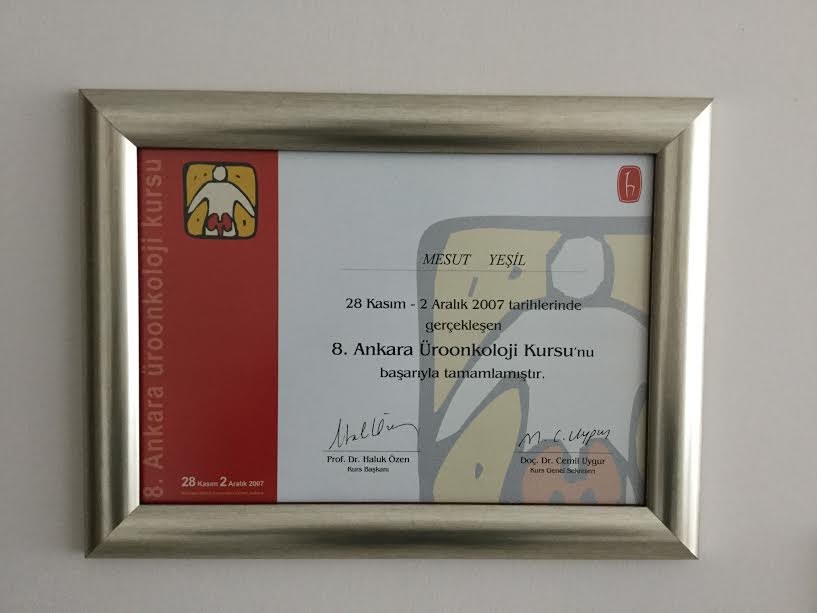 8. Ankara üroonkoloji kursu
28 Kasım 2 Aralık 2007
h
MESUT YEŞİL
28 Kasım - 2 Aralık 2007 tarihlerinde
gerçekleşen
8. Ankara Üroonkoloji Kursu'nu
başarıyla tamamlamıştır.
Prof. Dr. Haluk Özen
Kurs Başkanı
M. C. Uygur
Doç. Dr. Cemil Uygur
Kurs Genel Sekreteri